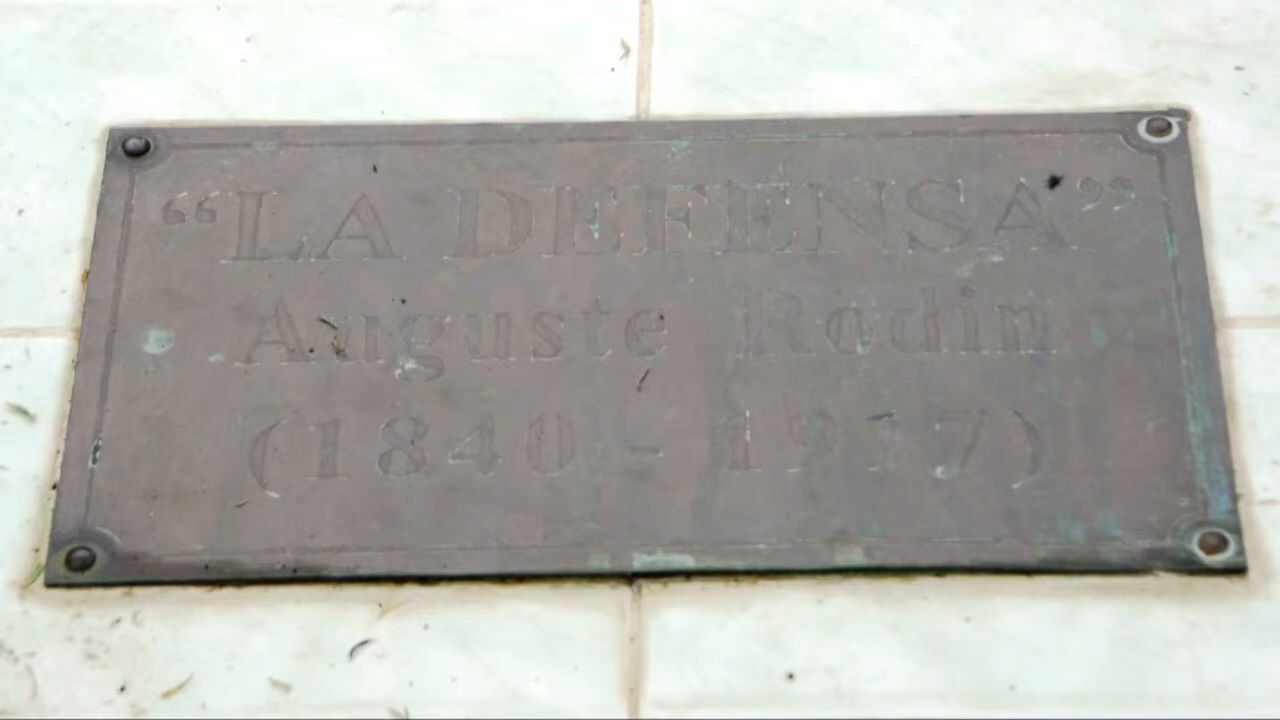 “LA DEFENSA”
Auguste Rodin
(1840 - 1917)